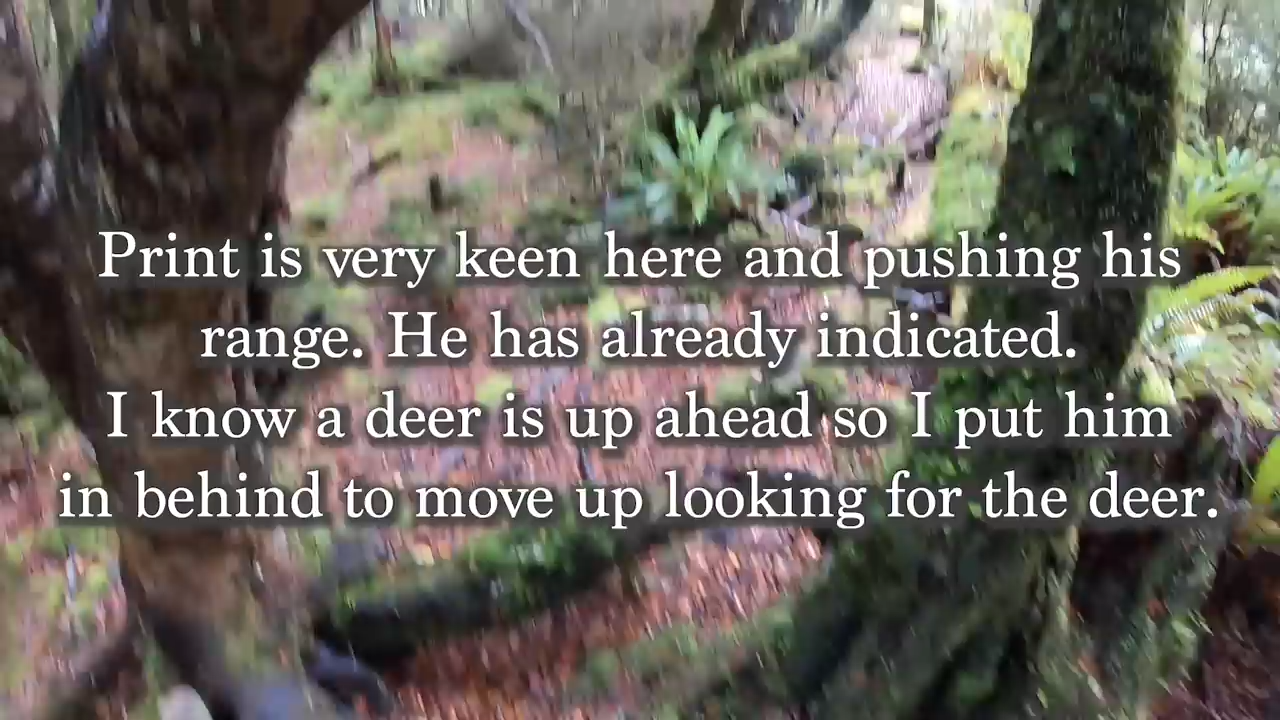 Print is very keen here and pushing his
range. He has already indicated.
I know a deer is up ahead so I put him
in behind to move up looking for the deer.